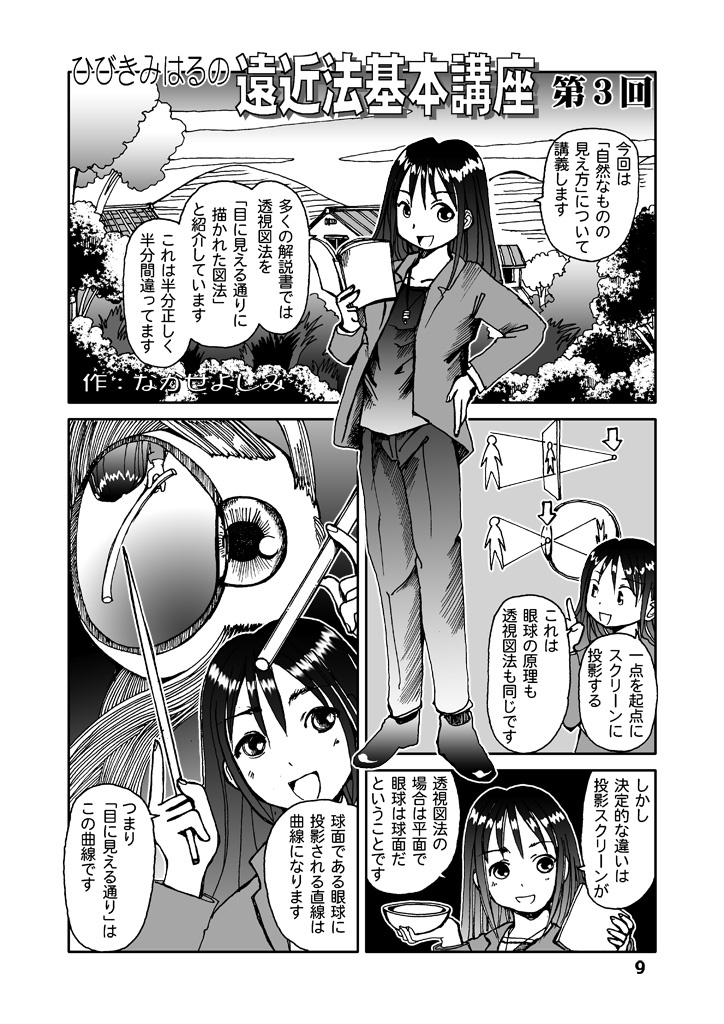 ひびきみはるの
遠近法基本講座
第３回
今回は
「自然なものの
見え方」について
講義します
多くの解説書では
透視図法を
「目に見える通りに
描かれた図法」
と紹介しています
これは半分正しく
半分間違ってます
作：なかせよしみ
一点を起点に
スクリーンに
投影する
これは
眼球の原理も
透視図法も同じです
しかし
決定的な違いは
投影スクリーンが
透視図法の
場合は平面で
眼球は球面だ
ということです
球面である眼球に
投影される直線は
曲線になります
つまり
「目に見える通り」は
この曲線です
9